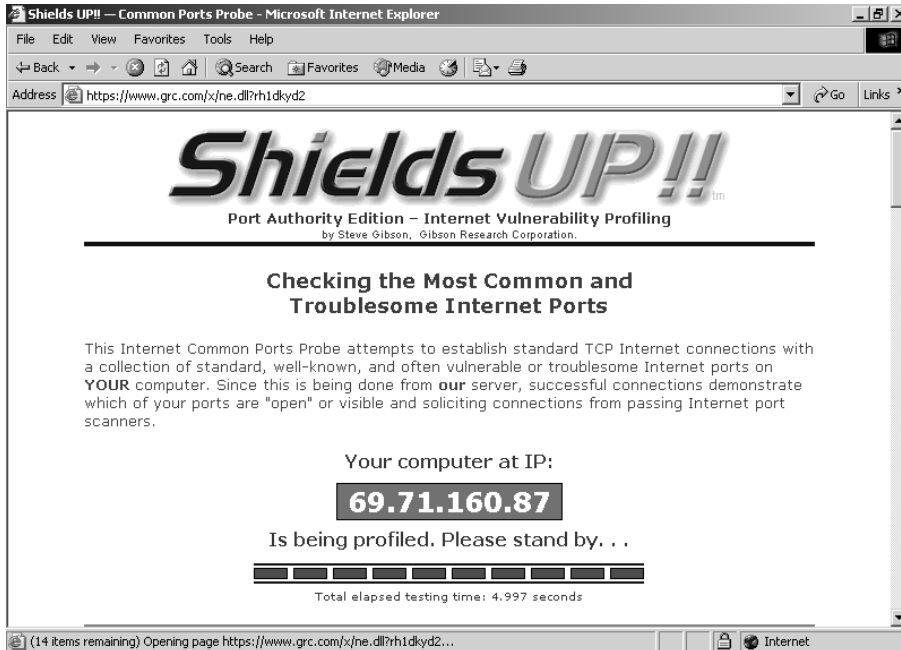 Shields UP!! — Common Ports Probe - Microsoft Internet Explorer
File Edit View Favorites Tools Help
Back Search Favorites Media
Address https://www.grc.com/x/ne.dll?rh1dkyd2 Go Links
Shields UP!! tm
Port Authority Edition – Internet Vulnerability Profiling
by Steve Gibson, Gibson Research Corporation.
Checking the Most Common and
Troublesome Internet Ports
This Internet Common Ports Probe attempts to establish standard TCP Internet connections with
a collection of standard, well-known, and often vulnerable or troublesome Internet ports on
YOUR computer. Since this is being done from our server, successful connections demonstrate
which of your ports are "open" or visible and soliciting connections from passing Internet port
scanners.
Your computer at IP:
69.71.160.87
Is being profiled. Please stand by. . .
Total elapsed testing time: 4.997 seconds
(14 items remaining) Opening page https://www.grc.com/x/ne.dll?rh1dkyd2... Internet